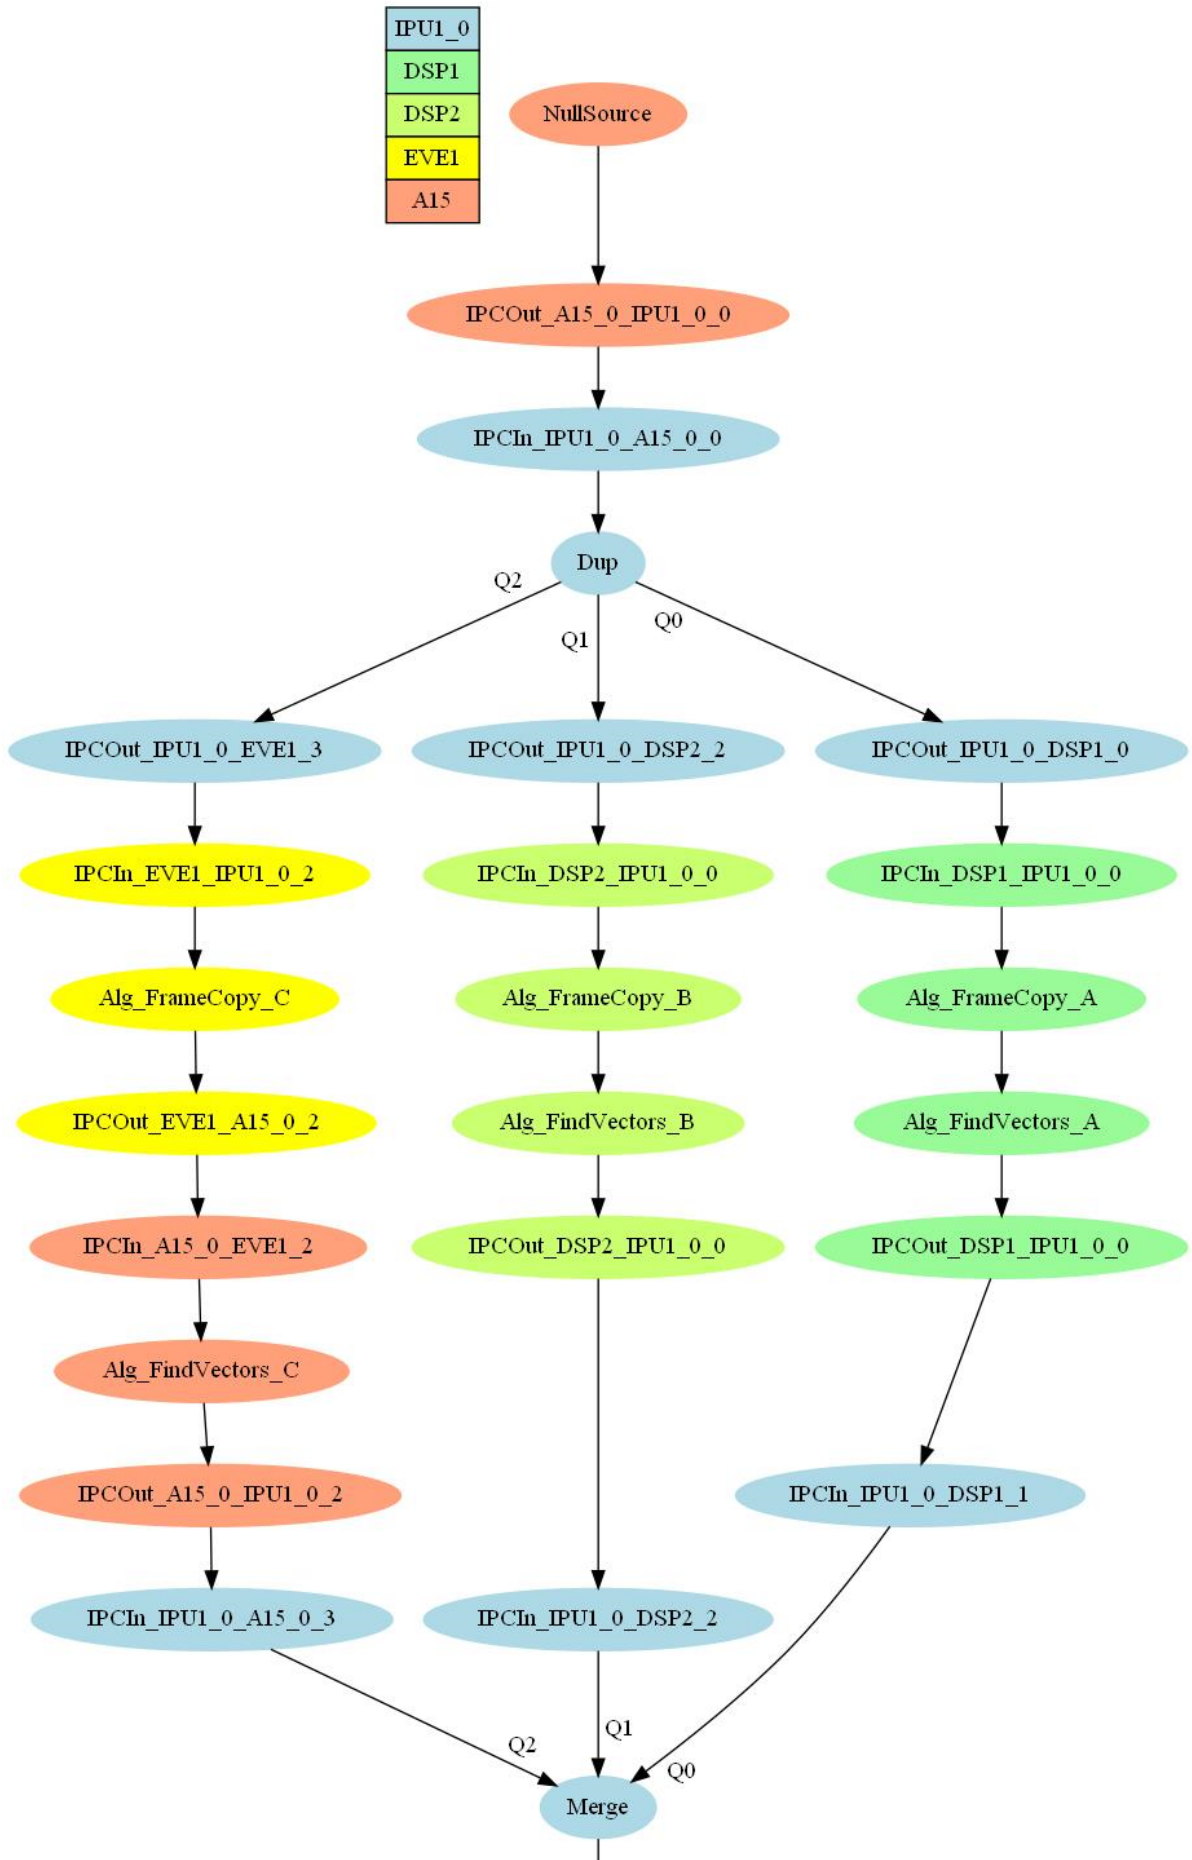 IPU1_0
DSP1
DSP2
EVE1
A15
NullSource
IPCOut_A15_0_IPU1_0_0
IPCIn_IPU1_0_A15_0_0
Dup
Q2
Q1
Q0
IPCOut_IPU1_0_EVE1_3
IPCOut_IPU1_0_DSP2_2
IPCOut_IPU1_0_DSP1_0
IPCIn_EVE1_IPU1_0_2
IPCIn_DSP2_IPU1_0_0
IPCIn_DSP1_IPU1_0_0
Alg_FrameCopy_C
Alg_FrameCopy_B
Alg_FrameCopy_A
IPCOut_EVE1_A15_0_2
Alg_FindVectors_B
Alg_FindVectors_A
IPCIn_A15_0_EVE1_2
IPCOut_DSP2_IPU1_0_0
IPCOut_DSP1_IPU1_0_0
Alg_FindVectors_C
IPCOut_A15_0_IPU1_0_2
IPCIn_IPU1_0_DSP1_1
IPCIn_IPU1_0_A15_0_3
IPCIn_IPU1_0_DSP2_2
Q2
Q1
Q0
Merge